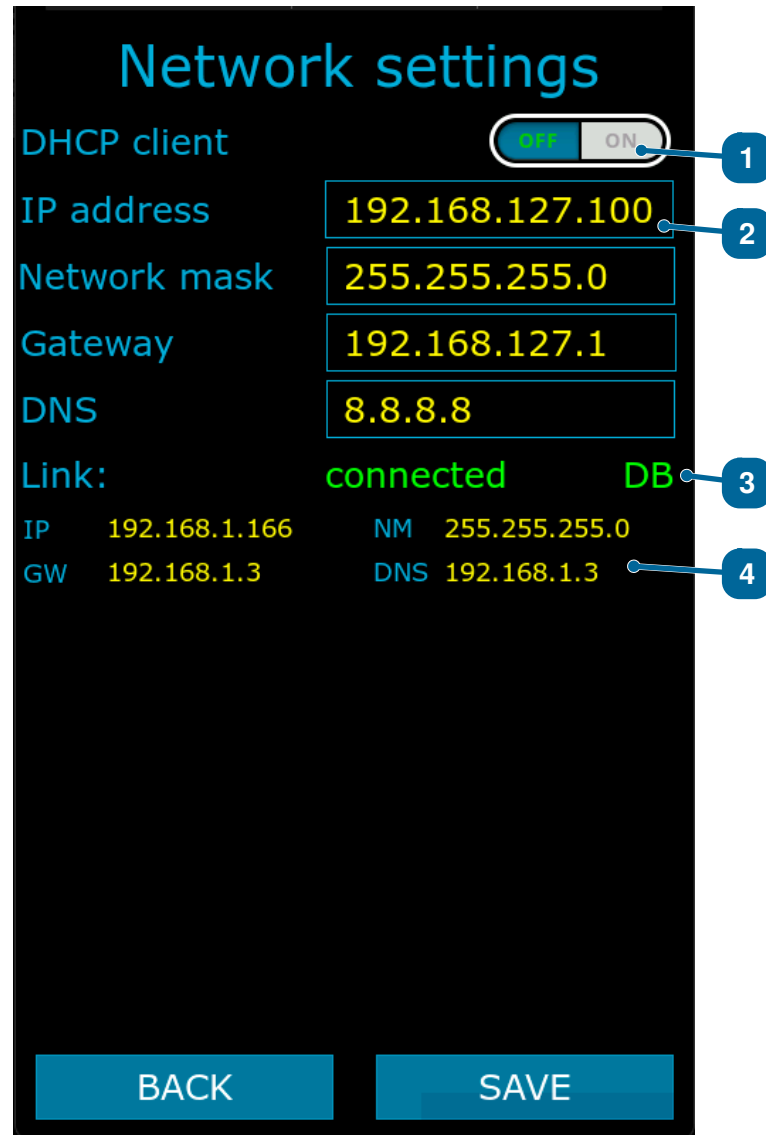 Network settings
DHCP client OFF ON 1
IP address 192.168.127.100 2
Network mask 255.255.255.0
Gateway 192.168.127.1
DNS 8.8.8.8
Link: connected DB 3
IP 192.168.1.166 NM 255.255.255.0
GW 192.168.1.3 DNS 192.168.1.3 4
BACK SAVE